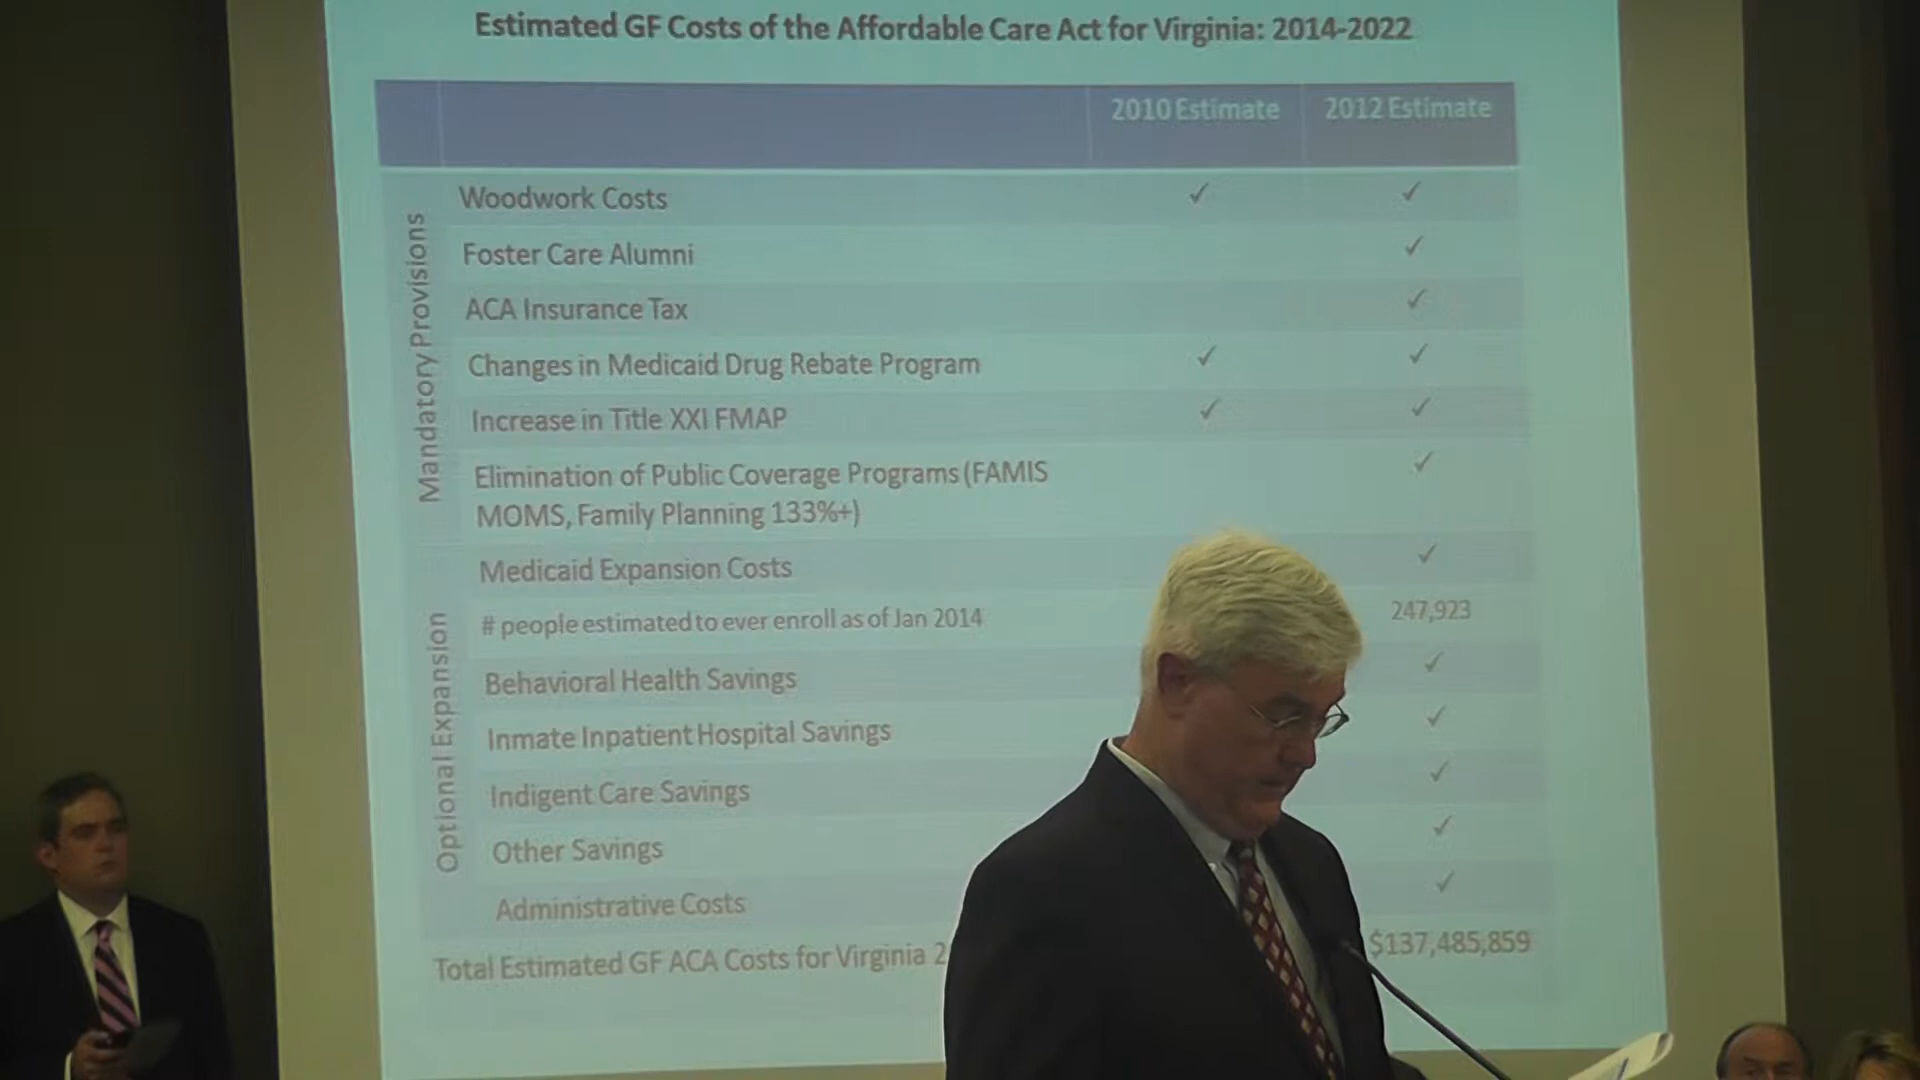 Estimated GF Costs of the Affordable Care Act for Virginia: 2014-2022
2010 Estimate 2012 Estimate
Mandatory Provisions
Woodwork Costs ✓ ✓
Foster Care Alumni ✓
ACA Insurance Tax ✓
Changes in Medicaid Drug Rebate Program ✓ ✓
Increase in Title XXI FMAP ✓ ✓
Elimination of Public Coverage Programs (FAMIS ✓
MOMS, Family Planning 133%+)
Optional Expansion
Medicaid Expansion Costs ✓
# people estimated to ever enroll as of Jan 2014 247,923
Behavioral Health Savings ✓
Inmate Inpatient Hospital Savings ✓
Indigent Care Savings ✓
Other Savings ✓
Administrative Costs ✓
Total Estimated GF ACA Costs for Virginia 2 $137,485,859